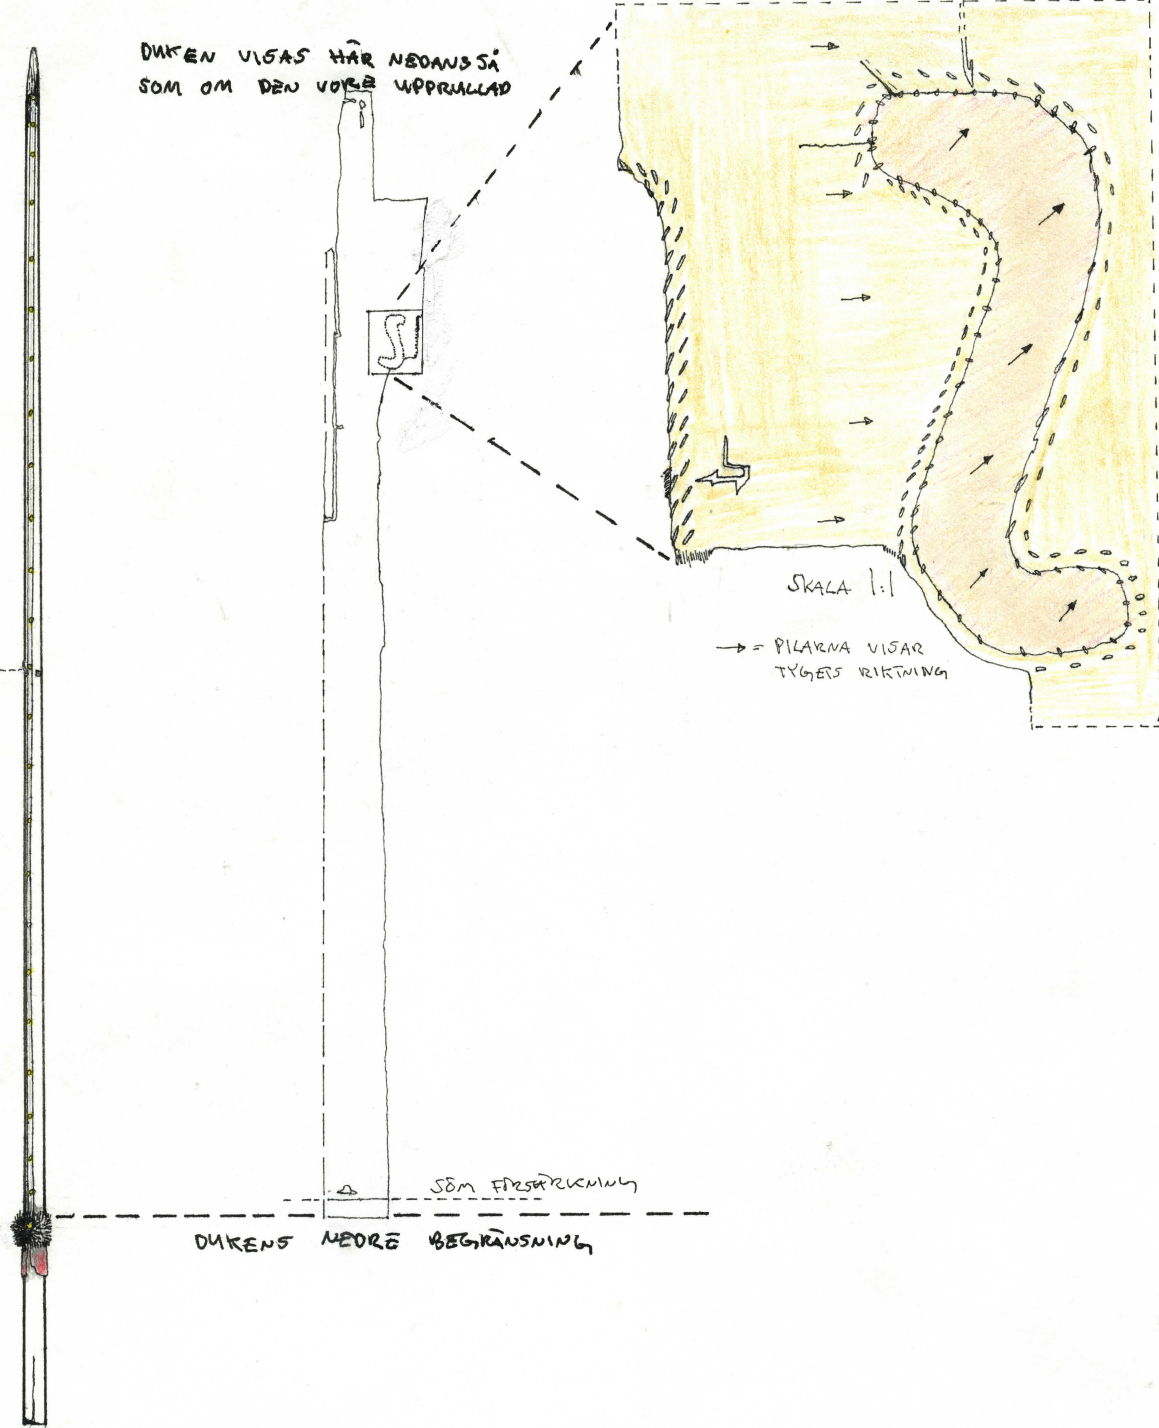 DUKEN VISAS HÄR NEDANSSÅ
SOM OM DEN VORE UPPRULLAD
SKALA 1:1
→ = PILARNA VISAR
TYGETS RIKTNING
SÖM FÖRSTÄRKNING
DUKENS NEDRE BEGRÄNSNING